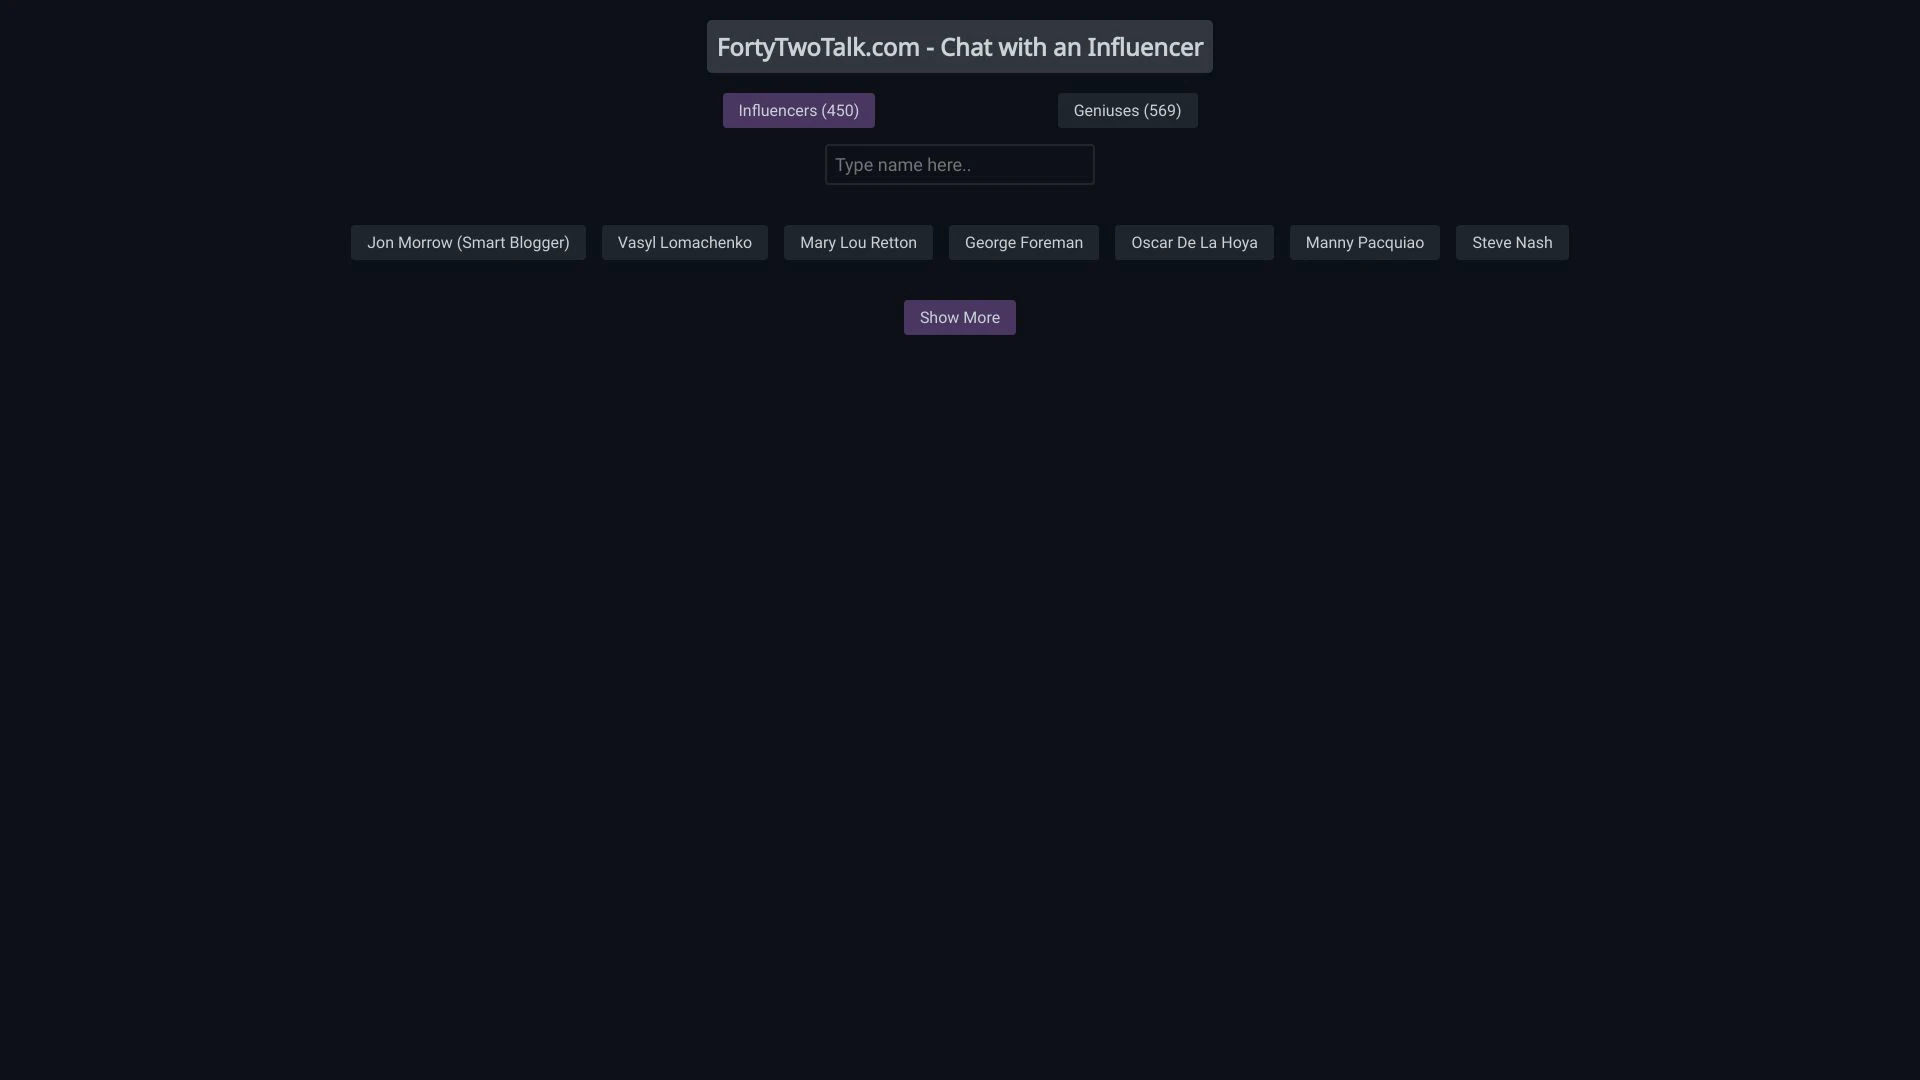 FortyTwoTalk.com - Chat with an Influencer
Influencers (450) Geniuses (569)
Type name here..
Jon Morrow (Smart Blogger) Vasyl Lomachenko Mary Lou Retton George Foreman Oscar De La Hoya Manny Pacquiao Steve Nash
Show More